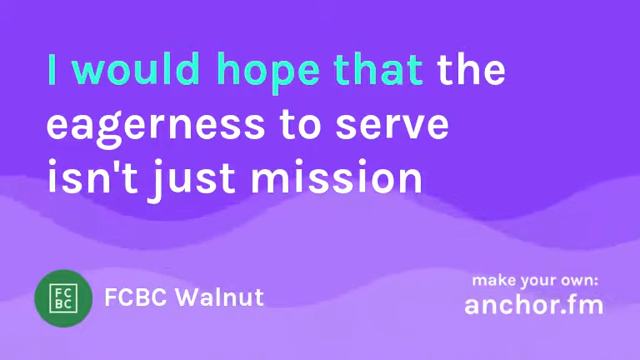 I would hope that the
eagerness to serve
isn't just mission
FC
BC
FCBC Walnut
make your own:
anchor.fm